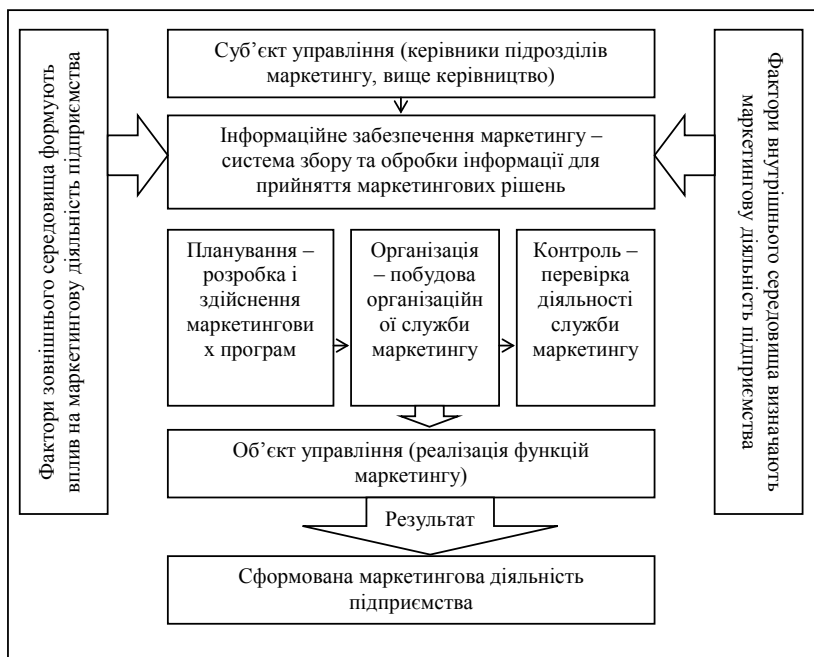 Суб’єкт управління (керівники підрозділів
маркетингу, вище керівництво)
Фактори зовнішнього середовища формують
вплив на маркетингову діяльність підприємства
Інформаційне забезпечення маркетингу –
система збору та обробки інформації для
прийняття маркетингових рішень
Фактори внутрішнього середовища визначають
маркетингову діяльність підприємства
Планування –
розробка і
здійснення
маркетингови
х програм
Організація
– побудова
організаційн
ої служби
маркетингу
Контроль –
перевірка
діяльності
служби
маркетингу
Об’єкт управління (реалізація функцій
маркетингу)
Результат
Сформована маркетингова діяльність
підприємства